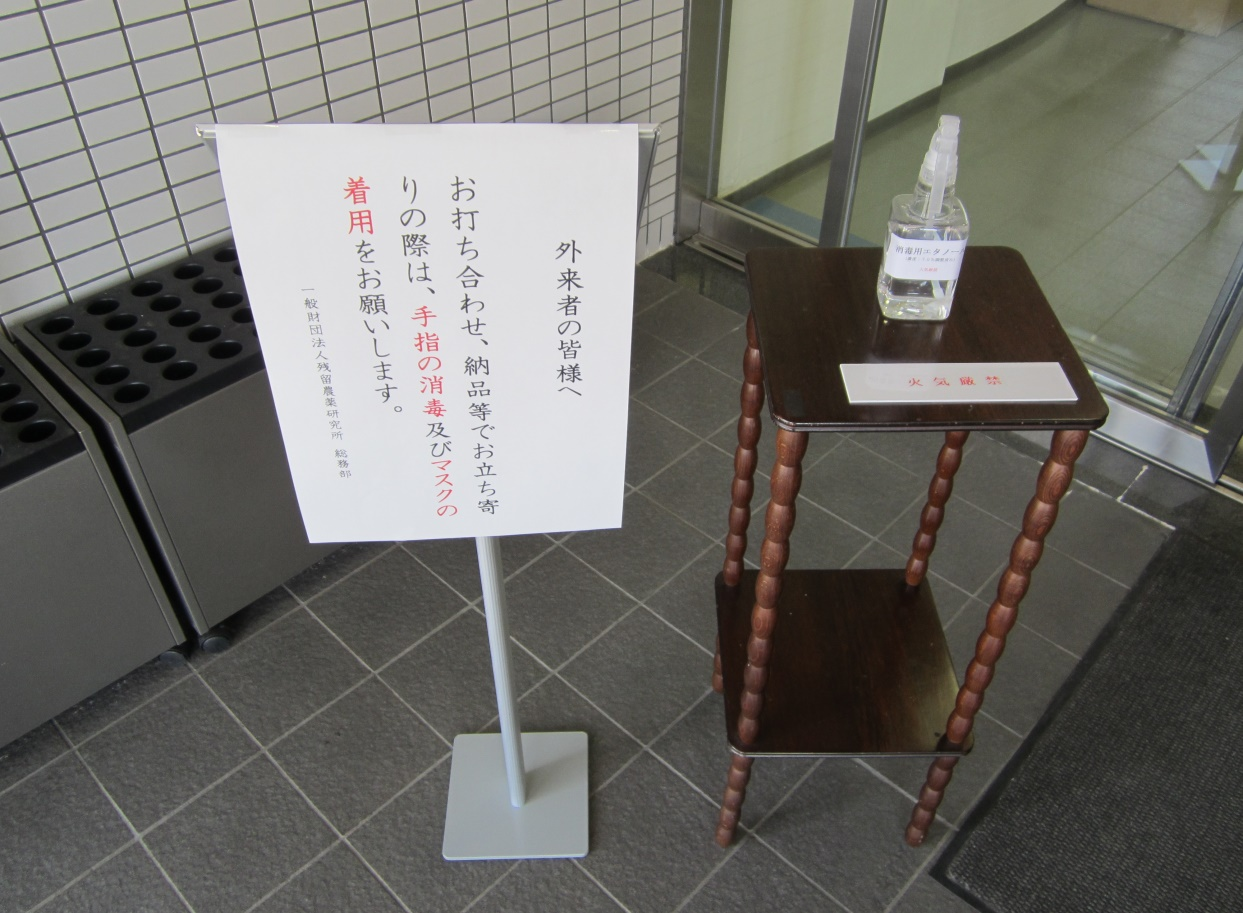 外来者の皆様へ
お打ち合わせ、納品等でお立ち寄
りの際は、手指の消毒及びマスクの
着用をお願いします。
一般財団法人残留農薬研究所 総務部
消毒用エタノー
火気厳禁